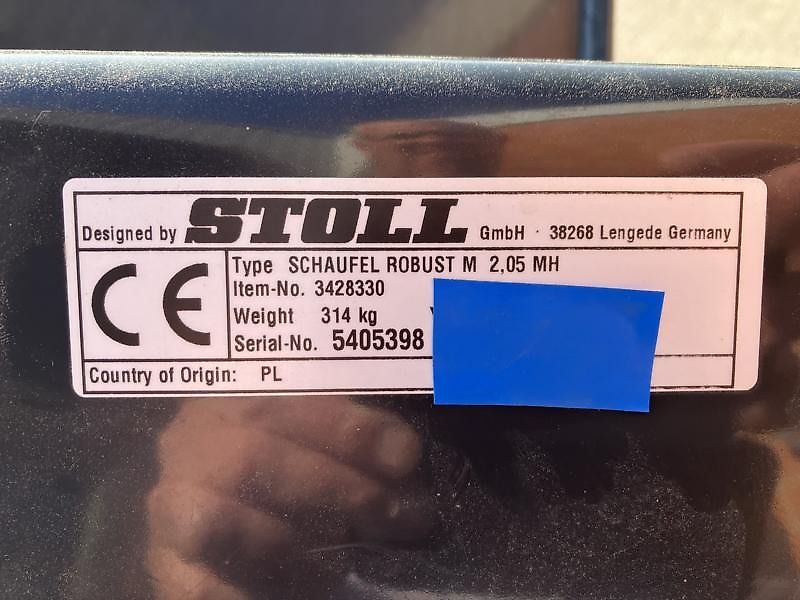 Designed by STOLL GmbH · 38268 Lengede Germany
CE
Type SCHAUFEL ROBUST M 2,05 MH
Item-No. 3428330
Weight 314 kg
Serial-No. 5405398
Country of Origin: PL